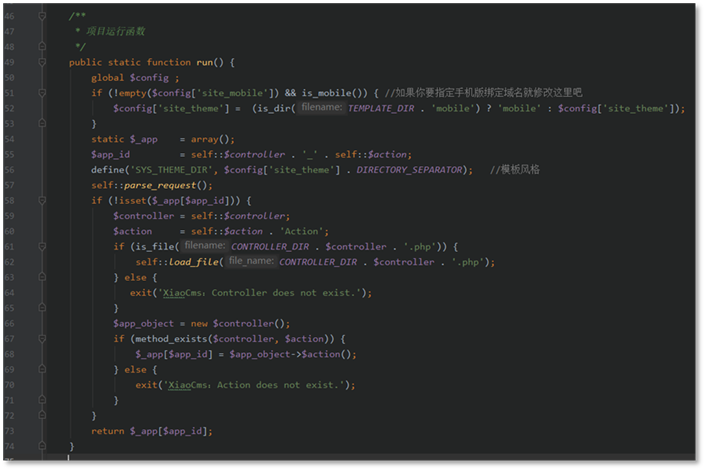 46 /**
47 * 项目运行函数
48 */
49 public static function run() {
50 global $config ;
51 if (!empty($config['site_mobile']) && is_mobile()) { //如果你要指定手机版绑定域名就修改这里吧
52 $config['site_theme'] = (is_dir( filename: TEMPLATE_DIR . 'mobile') ? 'mobile' : $config['site_theme']);
53 }
54 static $_app = array();
55 $app_id = self::$controller . '_' . self::$action;
56 define('SYS_THEME_DIR', $config['site_theme'] . DIRECTORY_SEPARATOR); //模板风格
57 self::parse_request();
58 if (!isset($_app[$app_id])) {
59 $controller = self::$controller;
60 $action = self::$action . 'Action';
61 if (is_file( filename: CONTROLLER_DIR . $controller . '.php')) {
62 self::load_file( file_name: CONTROLLER_DIR . $controller . '.php');
63 } else {
64 exit('XiaoCms：Controller does not exist.');
65 }
66 $app_object = new $controller();
67 if (method_exists($controller, $action)) {
68 $_app[$app_id] = $app_object->$action();
69 } else {
70 exit('XiaoCms：Action does not exist.');
71 }
72 }
73 return $_app[$app_id];
74 }
75